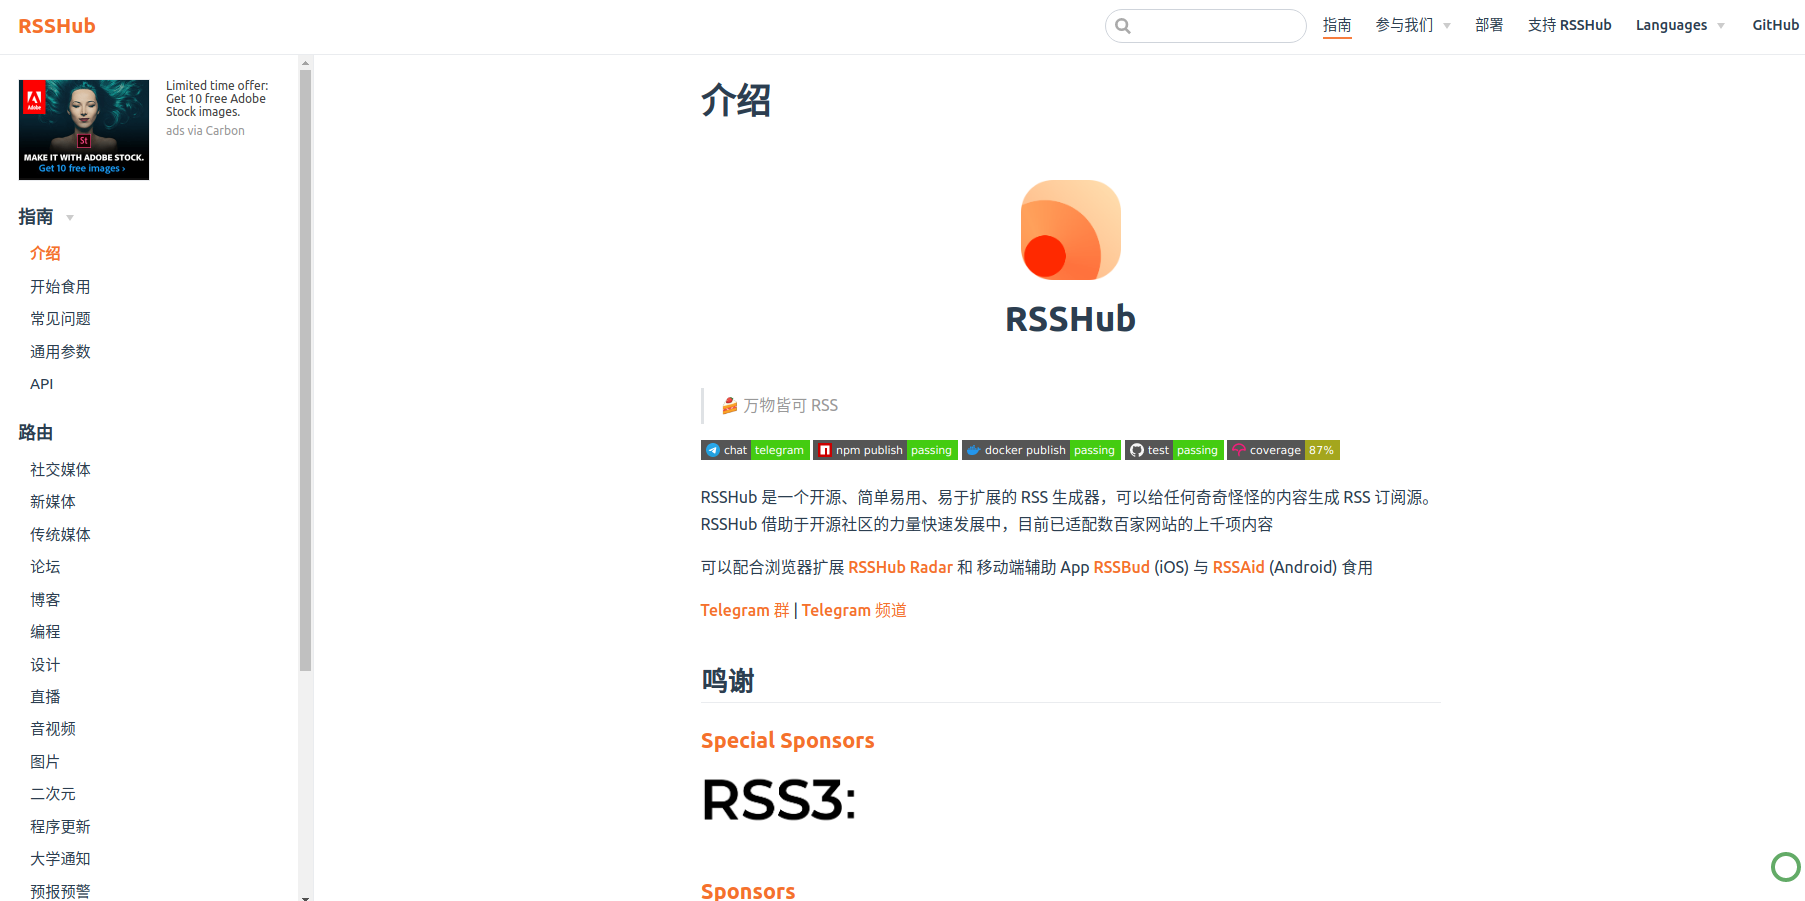 RSSHub
指南
参与我们
部署
支持 RSSHub
Languages
GitHub
Adobe
St
MAKE IT WITH ADOBE STOCK.
Get 10 free images ›
Limited time offer:
Get 10 free Adobe
Stock images.
ads via Carbon
指南
介绍
开始食用
常见问题
通用参数
API
路由
社交媒体
新媒体
传统媒体
论坛
博客
编程
设计
直播
音视频
图片
二次元
程序更新
大学通知
预报预警
介绍
RSSHub
🍰 万物皆可 RSS
chat telegram npm publish passing docker publish passing test passing coverage 87%
RSSHub 是一个开源、简单易用、易于扩展的 RSS 生成器，可以给任何奇奇怪怪的内容生成 RSS 订阅源。
RSSHub 借助于开源社区的力量快速发展中，目前已适配数百家网站的上千项内容
可以配合浏览器扩展 RSSHub Radar 和 移动端辅助 App RSSBud (iOS) 与 RSSAid (Android) 食用
Telegram 群 | Telegram 频道
鸣谢
Special Sponsors
RSS3:
Sponsors